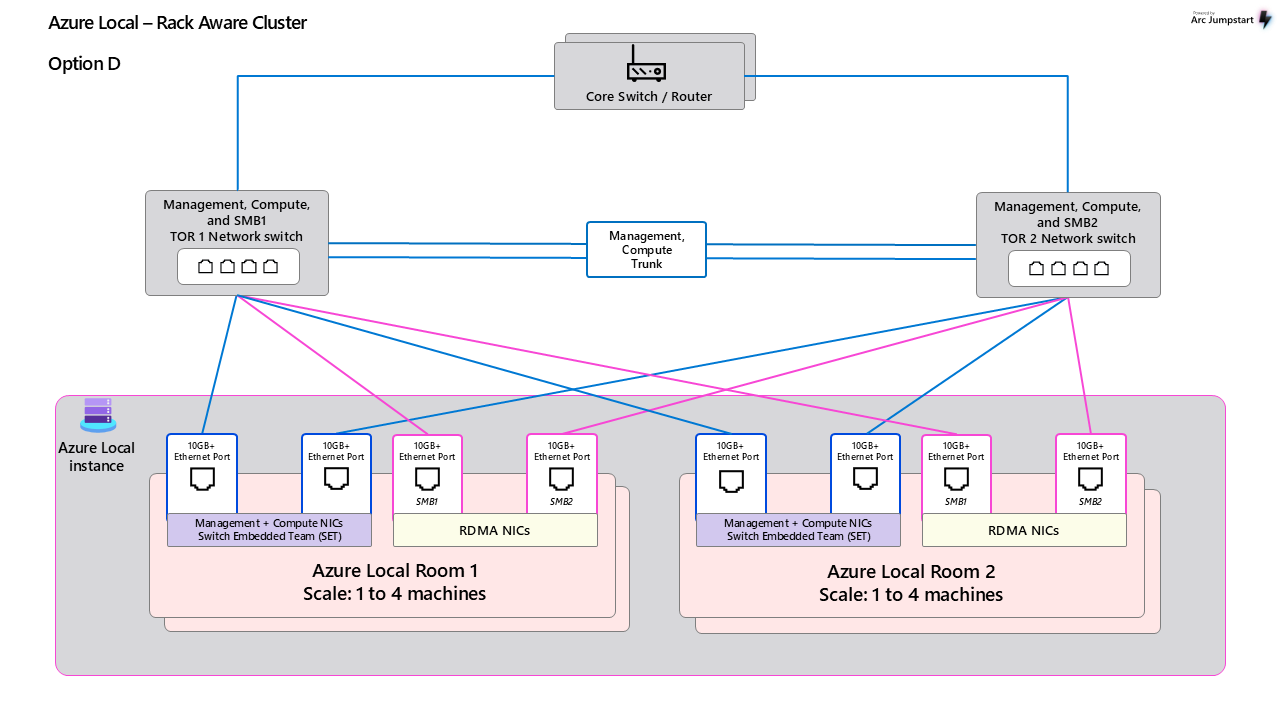 Azure Local – Rack Aware Cluster
Powered by
Arc Jumpstart
Option D
Core Switch / Router
Management, Compute,
and SMB1
TOR 1 Network switch
Management,
Compute
Trunk
Management, Compute,
and SMB2
TOR 2 Network switch
Azure Local
instance
10GB+
Ethernet Port
10GB+
Ethernet Port
10GB+
Ethernet Port
SMB1
10GB+
Ethernet Port
SMB2
Management + Compute NICs
Switch Embedded Team (SET)
RDMA NICs
Azure Local Room 1
Scale: 1 to 4 machines
10GB+
Ethernet Port
10GB+
Ethernet Port
10GB+
Ethernet Port
SMB1
10GB+
Ethernet Port
SMB2
Management + Compute NICs
Switch Embedded Team (SET)
RDMA NICs
Azure Local Room 2
Scale: 1 to 4 machines